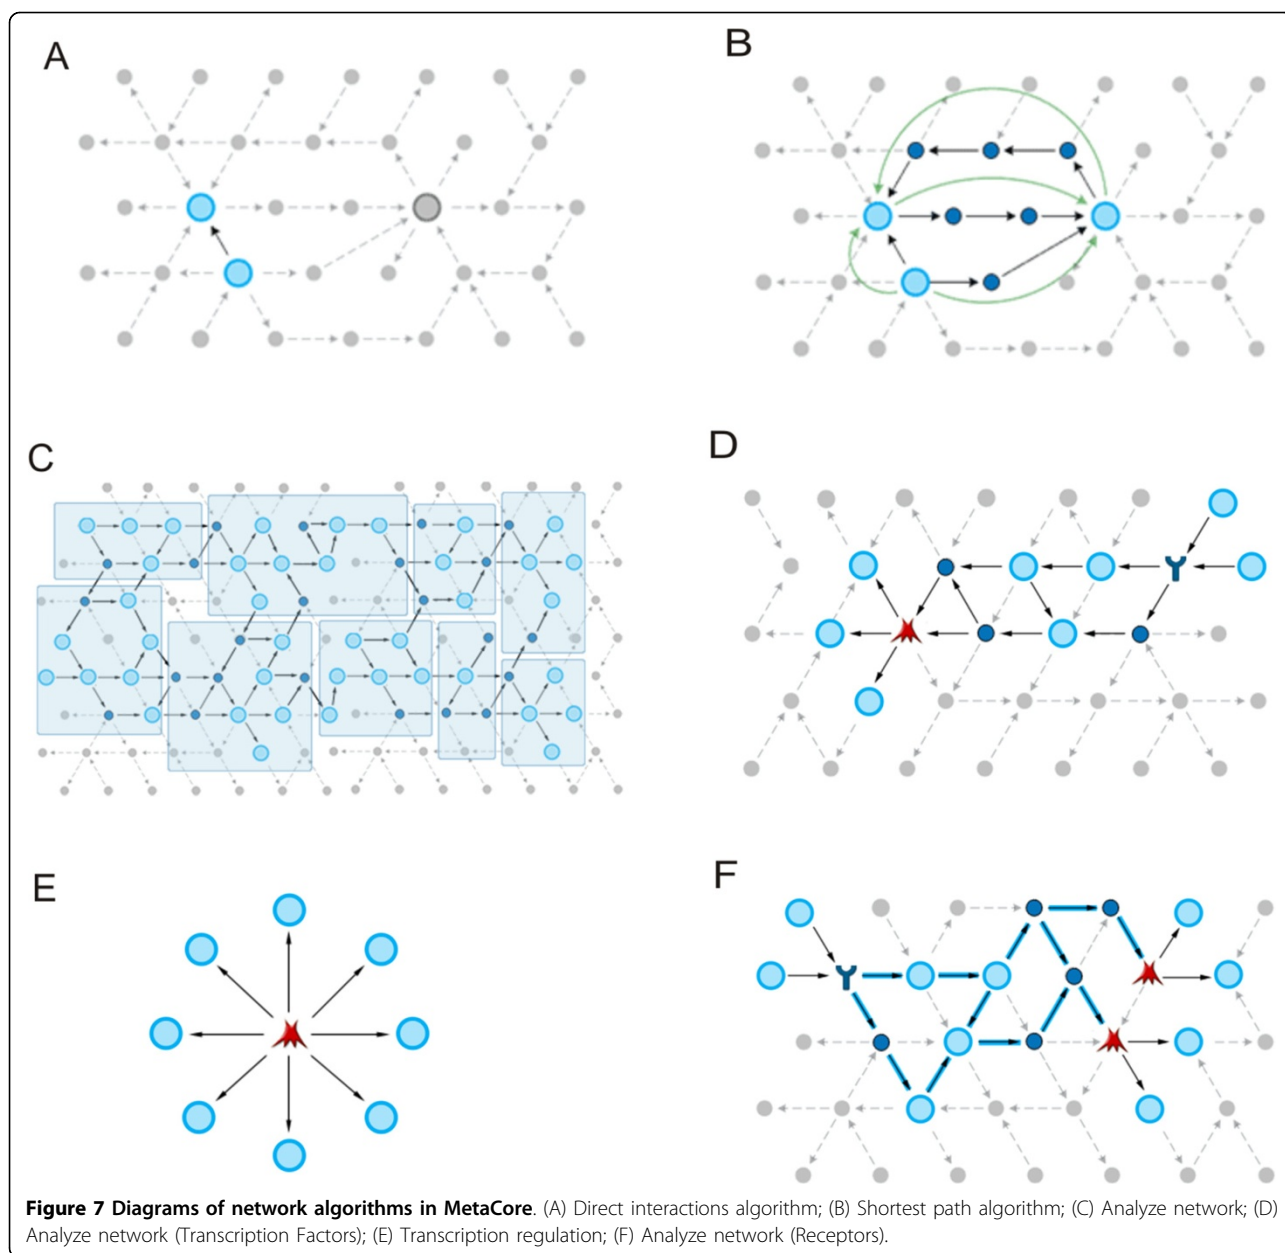 A
B
C
D
E
F
Figure 7 Diagrams of network algorithms in MetaCore. (A) Direct interactions algorithm; (B) Shortest path algorithm; (C) Analyze network; (D)
Analyze network (Transcription Factors); (E) Transcription regulation; (F) Analyze network (Receptors).